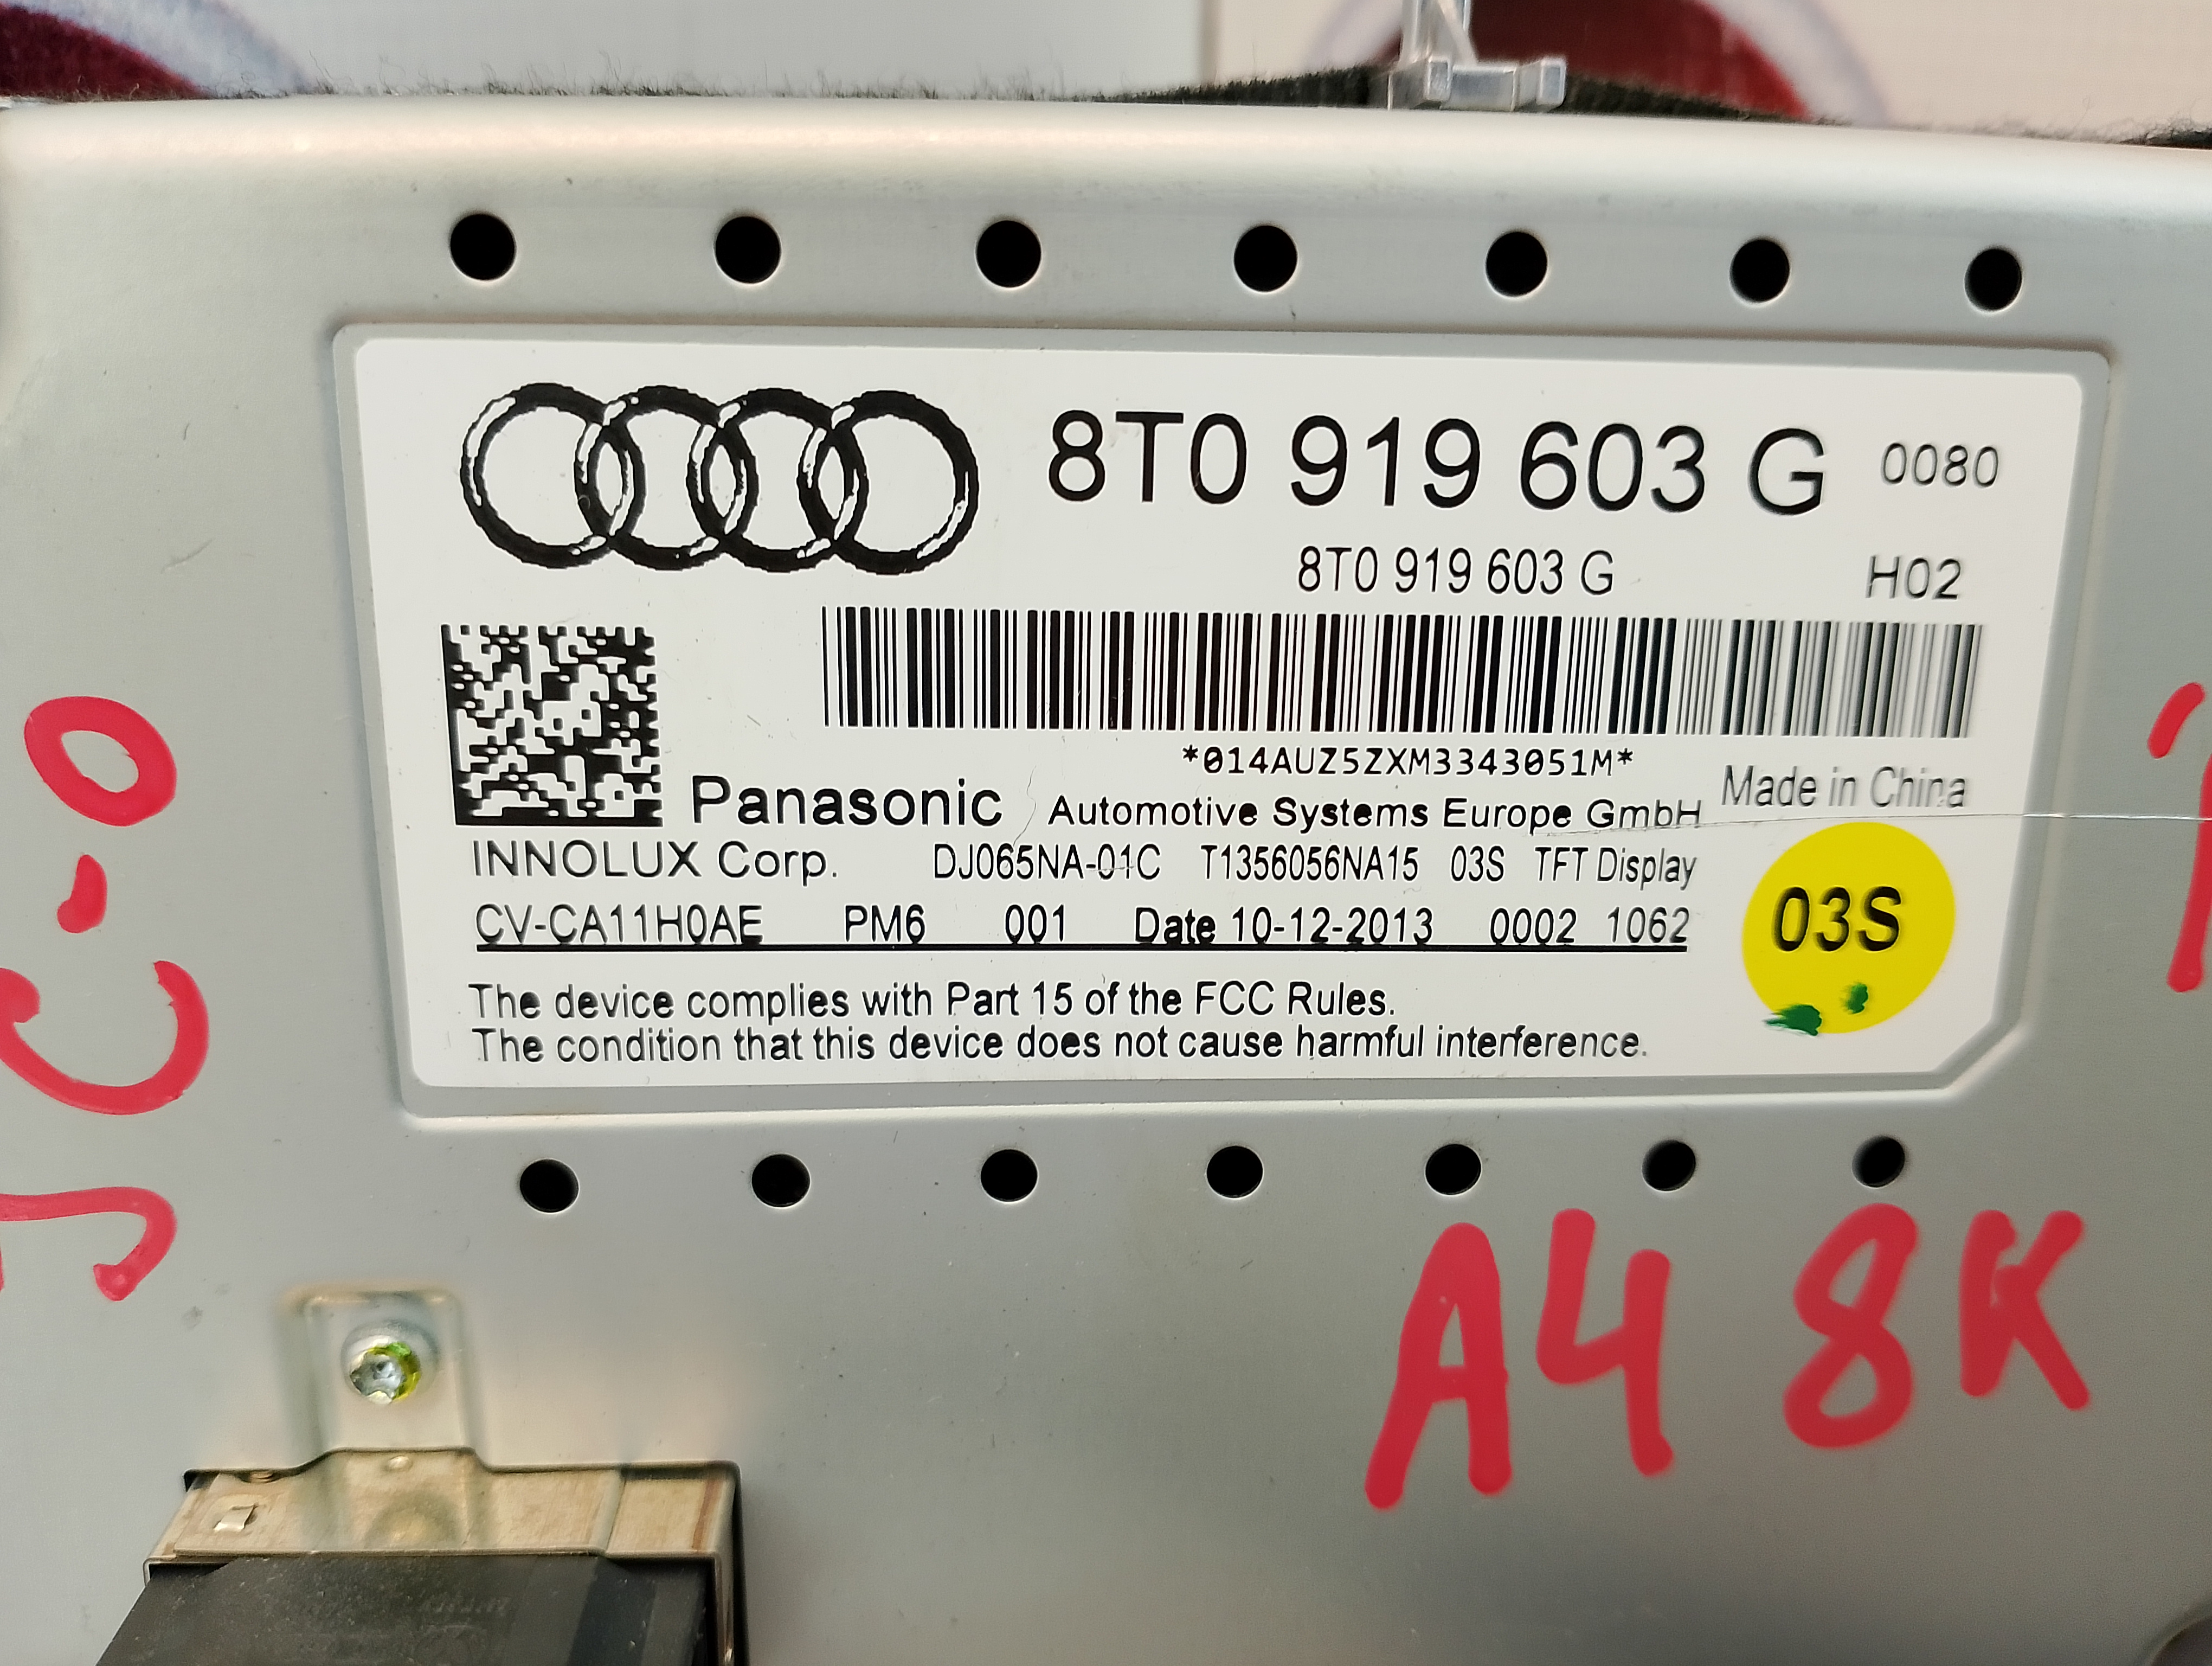 8T0 919 603 G 0080
8T0 919 603 G H02
*014AUZ5ZXM3343051M*
Panasonic Automotive Systems Europe GmbH Made in China
INNOLUX Corp. DJ065NA-01C T1356056NA15 03S TFT Display
03S
CV-CA11H0AE PM6 001 Date 10-12-2013 0002 1062
The device complies with Part 15 of the FCC Rules.
The condition that this device does not cause harmful interference.
A4 8K